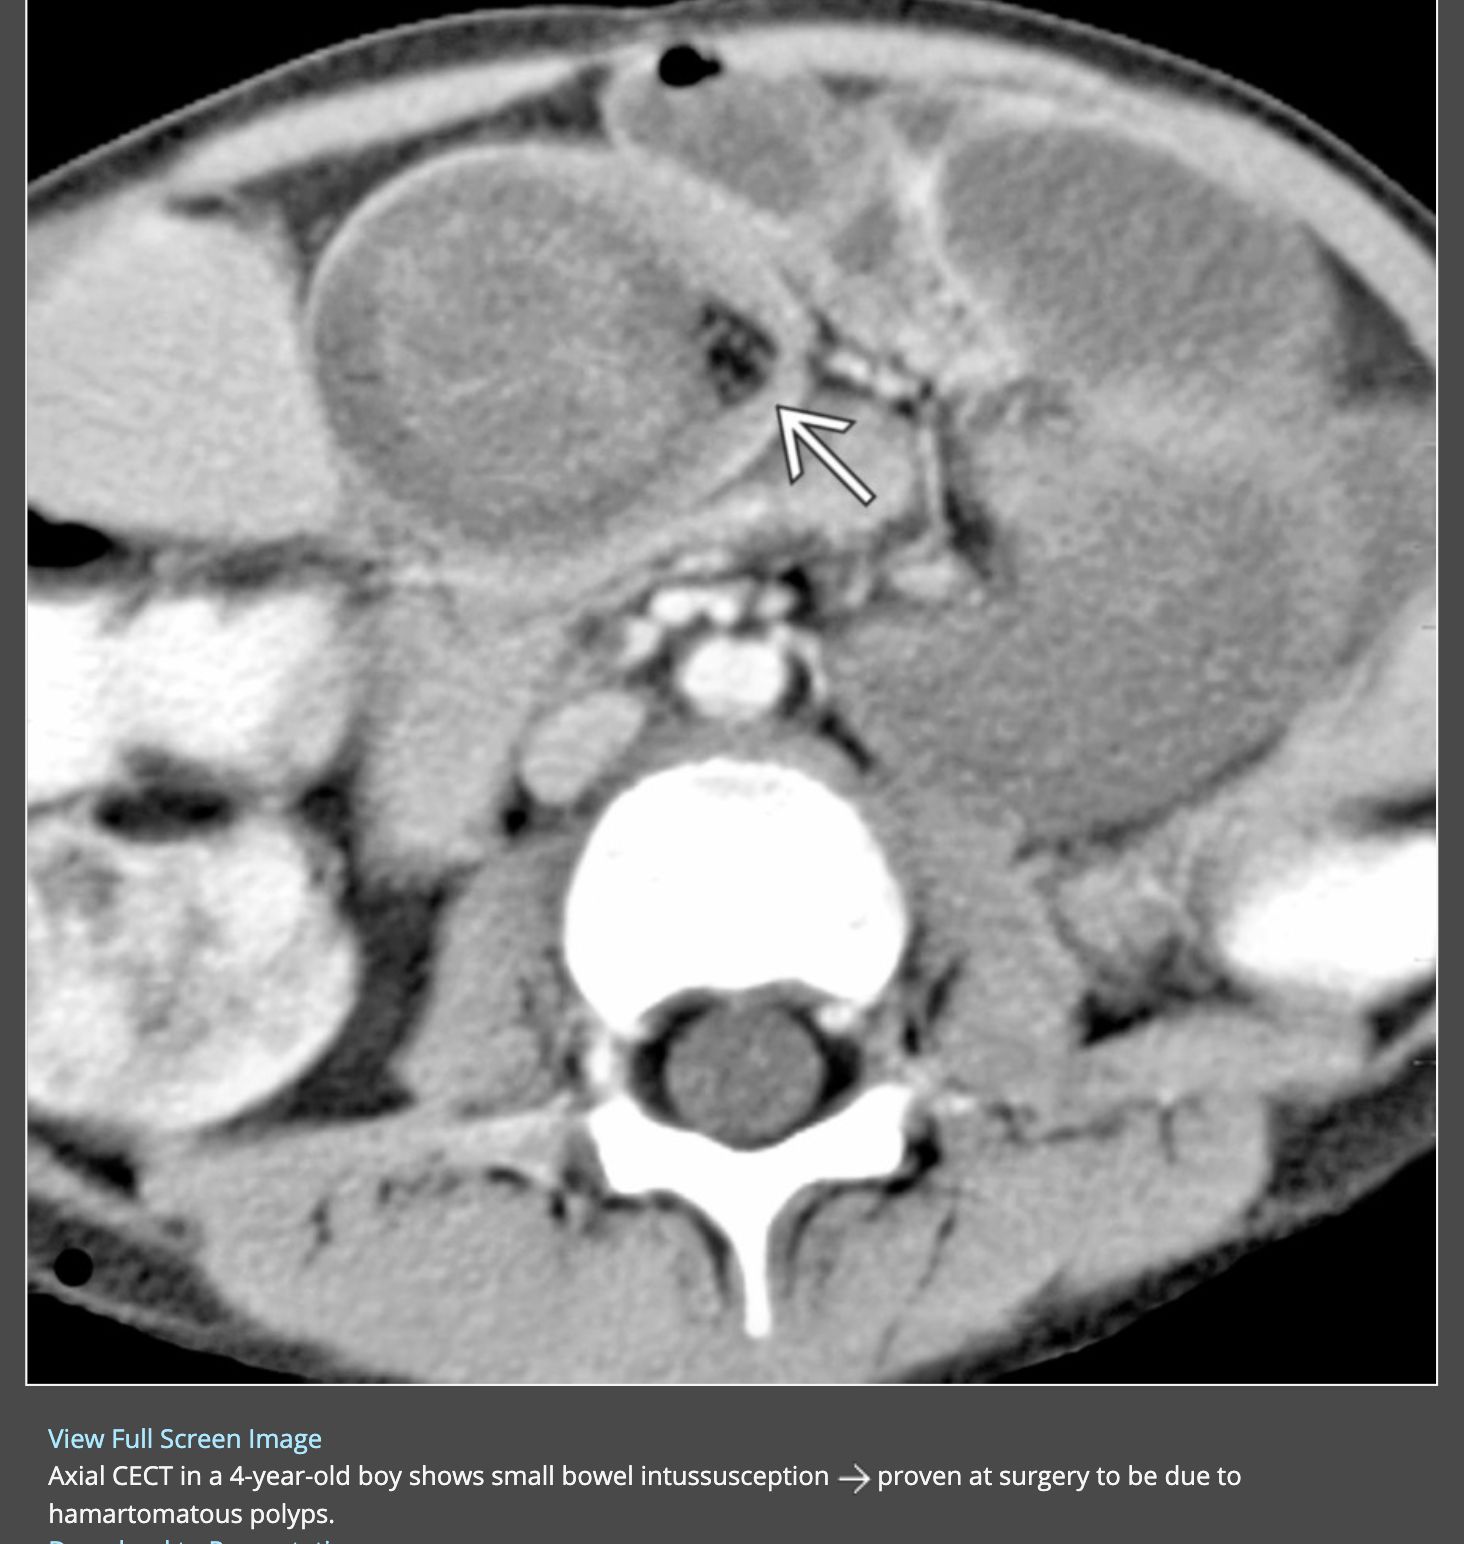 View Full Screen Image
Axial CECT in a 4-year-old boy shows small bowel intussusception → proven at surgery to be due to
hamartomatous polyps.